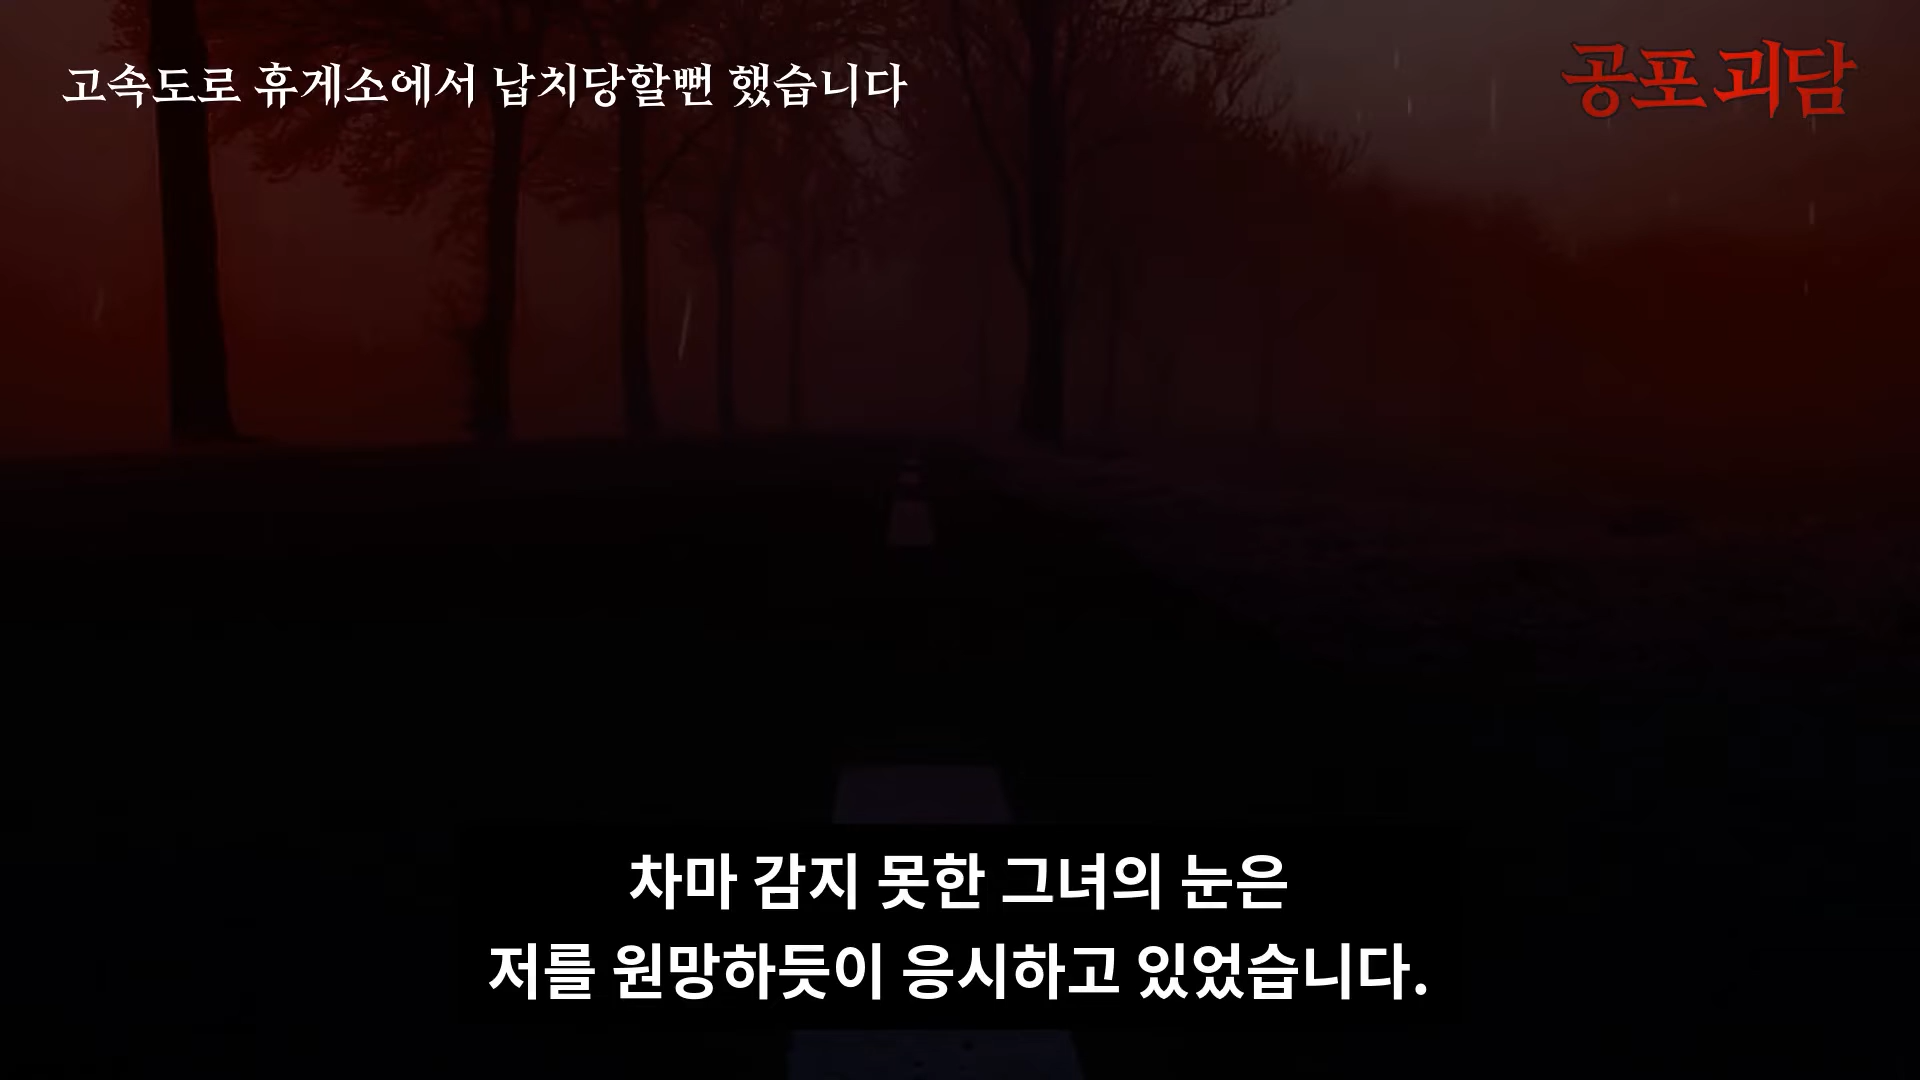 고속도로 휴게소에서 납치당할뻔 했습니다
공포 괴담
차마 감지 못한 그녀의 눈은
저를 원망하듯이 응시하고 있었습니다.